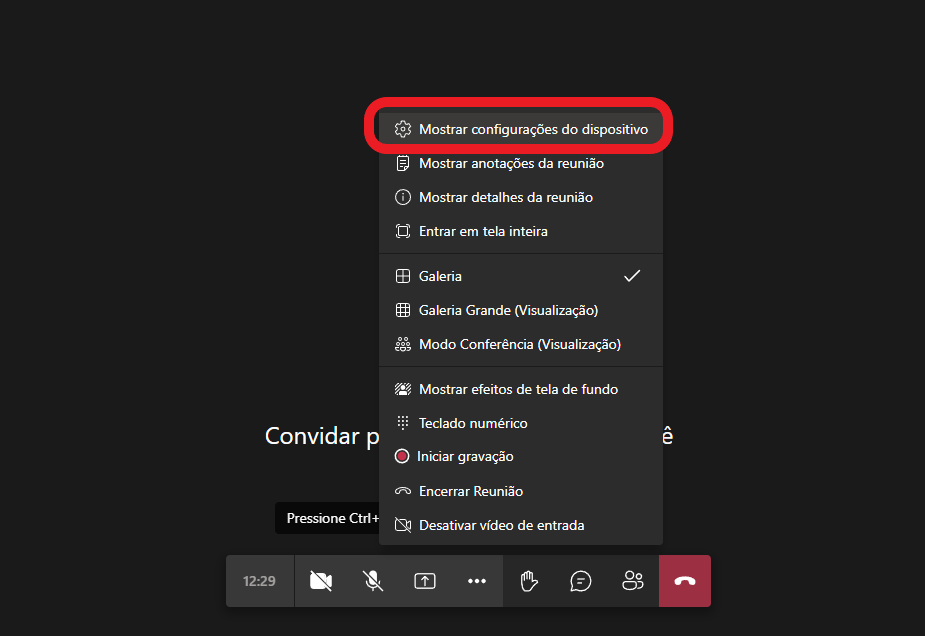 Mostrar configurações do dispositivo
Mostrar anotações da reunião
Mostrar detalhes da reunião
Entrar em tela inteira
Galeria
Galeria Grande (Visualização)
Modo Conferência (Visualização)
Mostrar efeitos de tela de fundo
Teclado numérico
Convidar p ê
Iniciar gravação
Encerrar Reunião
Pressione Ctrl+
Desativar vídeo de entrada
12:29